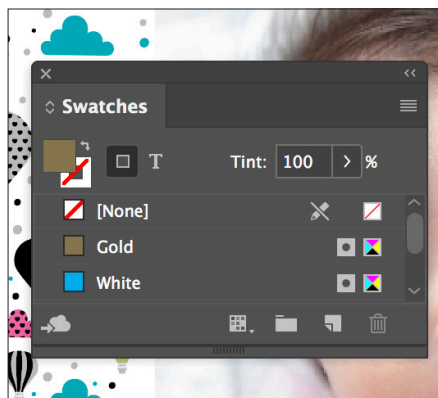 Swatches
T
Tint: 100 %
[None]
Gold
White